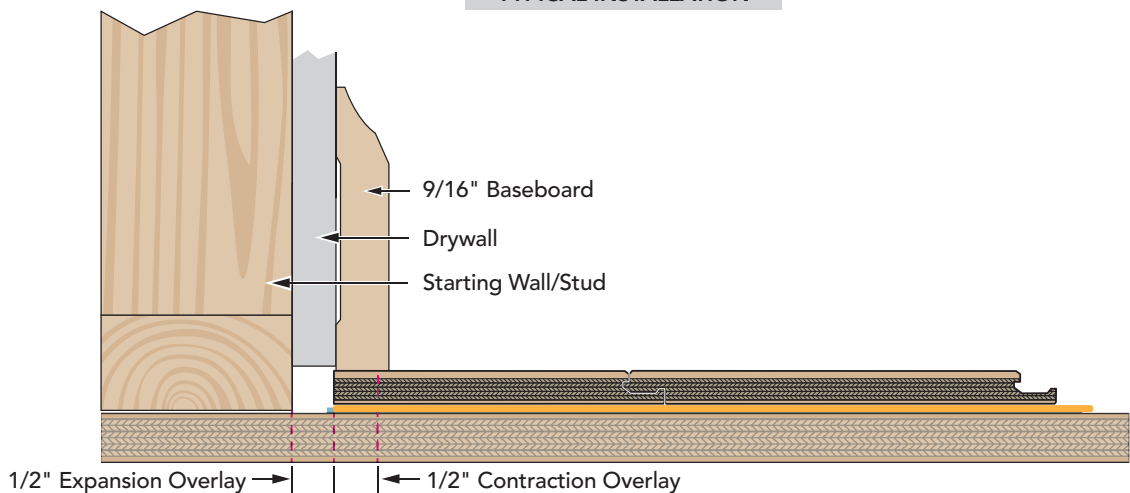 9/16" Baseboard
Drywall
Starting Wall/Stud
1/2" Expansion Overlay
1/2" Contraction Overlay